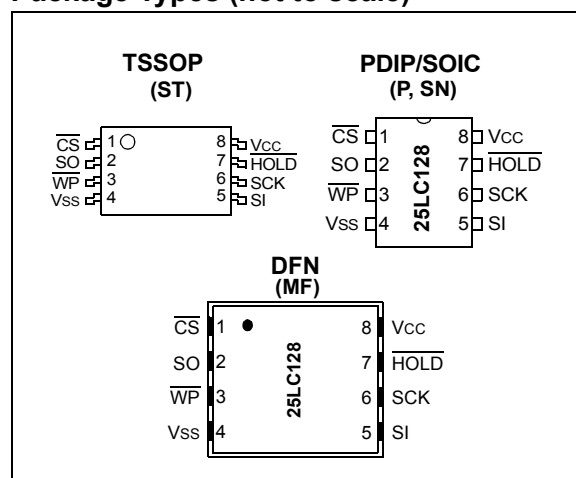 Package Types (not to scale)
TSSOP
(ST)
CS 1 8 VCC
SO 2 7 HOLD
WP 3 6 SCK
VSS 4 5 SI
PDIP/SOIC
(P, SN)
CS 1 8 VCC
SO 2 7 HOLD
WP 3 6 SCK
VSS 4 5 SI
25LC128
DFN
(MF)
CS 1 8 VCC
SO 2 7 HOLD
WP 3 6 SCK
VSS 4 5 SI
25LC128